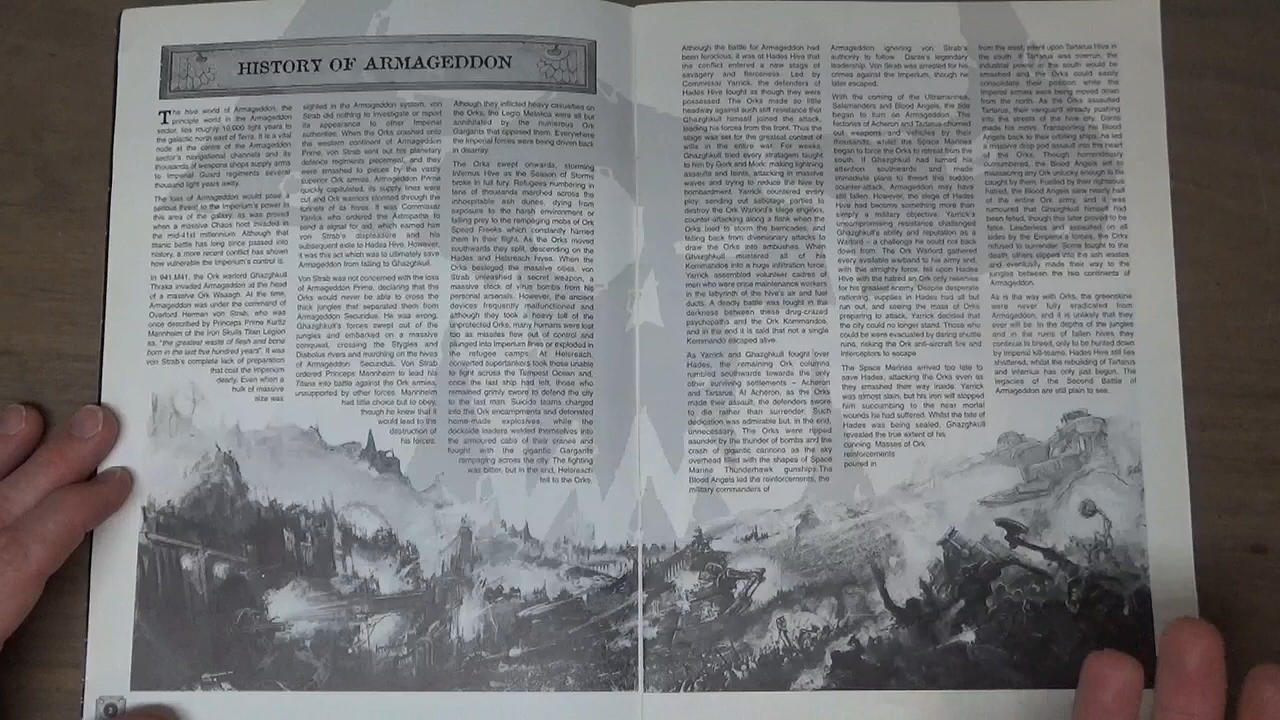 HISTORY OF ARMAGEDDON
The hive world of Armageddon, the
principle world in the Armageddon
sector, lies roughly 10,000 light years to
the galactic north east of Terra. It is a vital
node at the centre of the Armageddon
sector's navigational channels and its
thousands of weapons shops supply arms
to Imperial Guard regiments several
thousand light years away.
The loss of Armageddon would pose a
serious threat to the Imperium's power in
this area of the galaxy, as was proved
when a massive Chaos host invaded in
the mid-41st millennium. Although that
titanic battle has long since passed into
history, a more recent conflict has shown
how vulnerable the Imperium's control is.
In 941.M41, the Ork warlord Ghazghkull
Thraka invaded Armageddon at the head
of a massive Ork Waaagh. At the time,
Armageddon was under the command of
Overlord Herman von Strab, who was
once described by Princeps Prime Kurtiz
Mannheim of the Iron Skulls Titan Legion
as, "the greatest waste of flesh and bone
born in the last five hundred years". It was
von Strab's complete lack of preparation
that cost the Imperium
dearly. Even when a
hulk of massive
size was
sighted in the Armageddon system, von
Strab did nothing to investigate or report
its appearance to other Imperial
authorities. When the Orks crashed onto
the western continent of Armageddon
Prime, von Strab sent out his planetary
defence regiments piecemeal, and they
were smashed to pieces by the vastly
superior Ork armies. Armageddon Prime
quickly capitulated, its supply lines were
cut and Ork warriors stormed through the
tunnels of its hives. It was Commissar
Yarrick who ordered the Astropaths to
send a signal for aid, which earned him
von Strab's displeasure and his
subsequent exile to Hades Hive. However,
it was this act which was to ultimately save
Armageddon from falling to Ghazghkull.
Von Strab was not concerned with the loss
of Armageddon Prime, declaring that the
Orks would never be able to cross the
thick jungles that separated them from
Armageddon Secundus. He was wrong.
Ghazghkull's forces swept out of the
jungles and embarked on a massive
conquest, crossing the Stygies and
Diabolus rivers and marching on the hives
of Armageddon Secundus. Von Strab
ordered Princeps Mannheim to lead his
Titans into battle against the Ork armies,
unsupported by other forces. Mannheim
had little choice but to obey,
though he knew that it
would lead to the
destruction of
his forces.
Although they inflicted heavy casualties on
the Orks, the Legio Metalica were all but
annihilated by the numerous Ork
Gargants that opposed them. Everywhere
the Imperial forces were being driven back
in disarray.
The Orks swept onwards, storming
Infernus Hive as the Season of Storms
broke in full fury. Refugees numbering in
tens of thousands marched across the
inhospitable ash dunes, dying from
exposure to the harsh environment or
falling prey to the rampaging mobs of Ork
Speed Freeks which constantly harried
them in their flight. As the Orks moved
southwards they split, descending on the
Hades and Helsreach hives. When the
Orks besieged the massive cities, von
Strab unleashed a secret weapon, a
massive stock of virus bombs from his
personal arsenals. However, the ancient
devices frequently malfunctioned and
although they took a heavy toll of the
unprotected Orks, many humans were lost
too as missiles flew out of control and
plunged into Imperium lines or exploded in
the refugee camps. At Helsreach,
converted supertankers took those unable
to fight across the Tempest Ocean and,
once the last ship had left, those who
remained grimly swore to defend the city
to the last man. Suicide teams charged
into the Ork encampments and detonated
home-made explosives, while the
dockside leaders welded themselves into
the armoured cabs of their cranes and
fought with the gigantic Gargants
rampaging across the city. The fighting
was bitter, but in the end, Helsreach
fell to the Orks.
Although the battle for Armageddon had
been ferocious, it was at Hades Hive that
the conflict entered a new stage of
savagery and fierceness. Led by
Commissar Yarrick, the defenders of
Hades Hive fought as though they were
possessed. The Orks made so little
headway against such stiff resistance that
Ghazghkull himself joined the attack,
leading his forces from the front. Thus the
stage was set for the greatest contest of
wills in the entire war. For weeks,
Ghazghkull tried every stratagem taught
to him by Gork and Mork: making lightning
assaults and feints, attacking in massive
waves and trying to reduce the hive by
bombardment. Yarrick countered every
ploy, sending out sabotage parties to
destroy the Ork Warlord's siege engines,
counter-attacking along a flank when the
Orks tried to storm the barricades, and
falling back from diversionary attacks to
draw the Orks into ambushes. When
Ghazghkull mustered all of his
Kommandos into a huge infiltration force,
Yarrick assembled volunteer cadres of
men who were once maintenance workers
in the labyrinth of the hive's air and fuel
ducts. A deadly battle was fought in the
darkness between these drug-crazed
psychopaths and the Ork Kommandos,
and in the end it is said that not a single
Kommando escaped alive.
As Yarrick and Ghazghkull fought over
Hades, the remaining Ork columns
rumbled southwards towards the only
other surviving settlements – Acheron
and Tartarus. At Acheron, as the Orks
made their assault, the defenders swore
to die rather than surrender. Such
dedication was admirable but, in the end,
unnecessary. The Orks were ripped
asunder by the thunder of bombs and the
crash of gigantic cannons as the sky
overhead filled with the shapes of Space
Marine Thunderhawk gunships. The
Blood Angels led the reinforcements, the
military commanders of
Armageddon ignoring von Strab's
authority to follow Dante's legendary
leadership. Von Strab was arrested for his
crimes against the Imperium, though he
later escaped.
With the coming of the Ultramarines,
Salamanders and Blood Angels, the tide
began to turn on Armageddon. The
factories of Acheron and Tartarus churned
out weapons and vehicles by their
thousands, whilst the Space Marines
began to force the Orks to retreat from the
south. If Ghazghkull had turned his
attention southwards and made
immediate plans to thwart this sudden
counter-attack, Armageddon may have
still fallen. However, the siege of Hades
Hive had become something more than
simply a military objective. Yarrick's
uncompromising resistance challenged
Ghazghkull's ability and reputation as a
Warlord – a challenge he could not back
down from. The Ork Warlord gathered
every available warband to his army and,
with this almighty force, fell upon Hades
Hive with the hatred an Ork only reserves
for his greatest enemy. Despite desperate
rationing, supplies in Hades had all but
run out, and seeing the mass of Orks
preparing to attack, Yarrick decided that
the city could no longer stand. Those who
could be evacuated by daring shuttle
runs, risking the Ork anti-aircraft fire and
interceptors to escape.
The Space Marines arrived too late to
save Hades, attacking the Orks even as
they smashed their way inside. Yarrick
was almost slain, but his iron will stopped
him succumbing to the near mortal
wounds he had suffered. Whilst the fate of
Hades was being sealed, Ghazghkull
revealed the true extent of his
cunning. Masses of Ork
reinforcements
poured in
from the west, intent upon Tartarus Hive in
the south. If Tartarus was overrun, the
industrial power in the south would be
smashed and the Orks could easily
consolidate their position while the
Imperial armies were being moved down
from the north. As the Orks assaulted
Tartarus, their vanguard already pushing
into the streets of the hive city, Dante
made his move. Transporting his Blood
Angels back to their orbiting ships, he led
a massive drop pod assault into the heart
of the Orks. Though horrendously
outnumbered, the Blood Angels set to
massacring any Ork unlucky enough to be
caught by them. Fuelled by their righteous
hatred, the Blood Angels slew nearly half
of the entire Ork army, and it was
rumoured that Ghazghkull himself had
been felled, though this later proved to be
false. Leaderless and assaulted on all
sides by the Emperor's forces, the Orks
refused to surrender. Some fought to the
death, others slipped into the ash wastes
and eventually made their way to the
jungles between the two continents of
Armageddon.
As is the way with Orks, the greenskins
were never fully eradicated from
Armageddon, and it is unlikely that they
ever will be. In the depths of the jungles
and in the ruins of fallen hives, they
continue to breed, only to be hunted down
by Imperial kill-teams. Hades Hive still lies
shattered, whilst the rebuilding of Tartarus
and Infernus has only just begun. The
legacies of the Second Battle of
Armageddon are still plain to see.
2